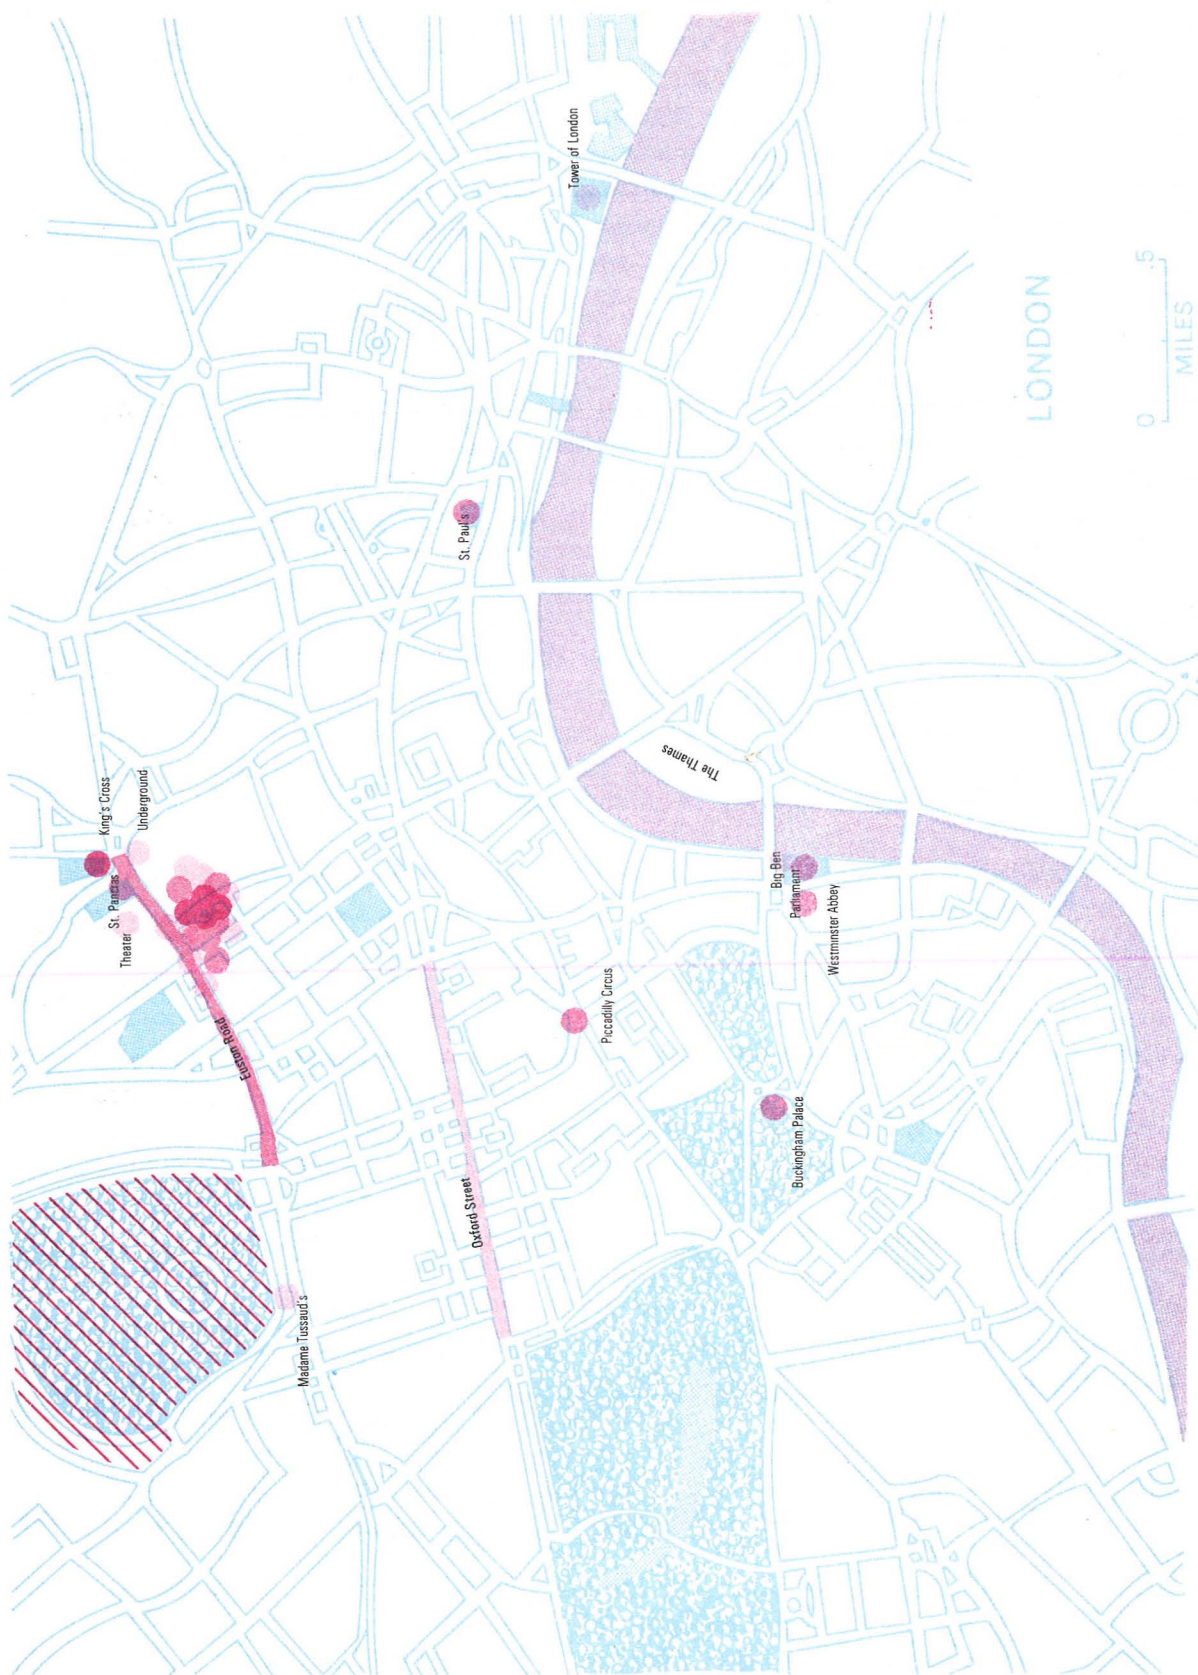 King's Cross
Underground
St. Pancras
Theater
Euston Road
Madame Tussaud's
Oxford Street
Piccadilly Circus
Buckingham Palace
Big Ben
Parliament
Westminster Abbey
The Thames
St. Paul's
Tower of London
LONDON
0 .5
MILES